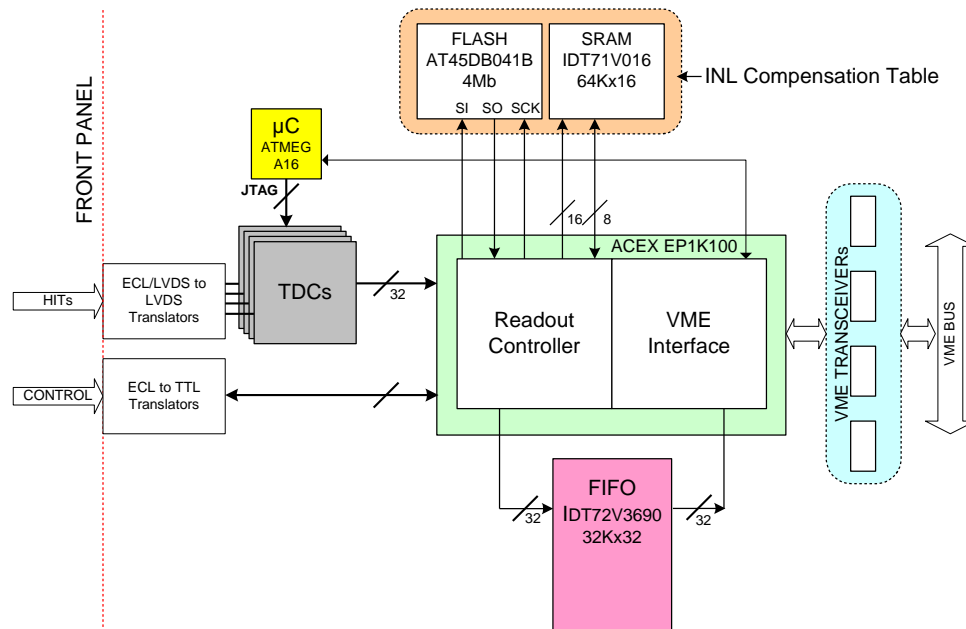 FRONT PANEL
FLASH
AT45DB041B
4Mb
SI SO SCK
SRAM
IDT71V016
64Kx16
INL Compensation Table
µC
ATMEG
A16
JTAG
16
8
ACEX EP1K100
HITs
ECL/LVDS to
LVDS
Translators
TDCs
32
Readout
Controller
VME
Interface
VME TRANSCEIVERs
VME BUS
CONTROL
ECL to TTL
Translators
FIFO
IDT72V3690
32Kx32
32
32